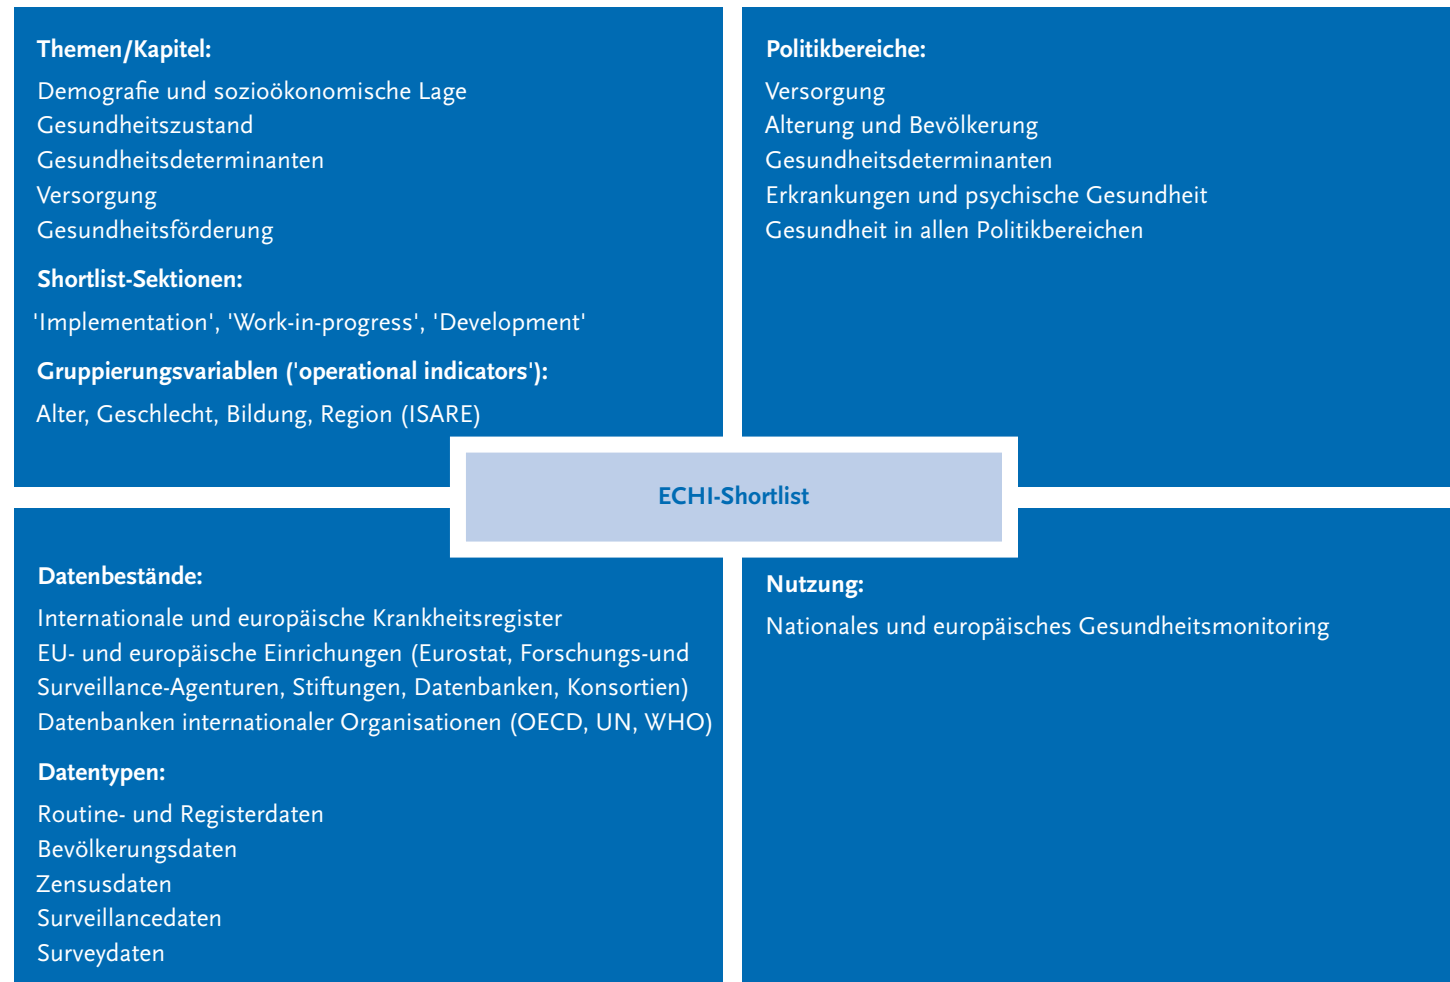 Themen/Kapitel:
Demografie und sozioökonomische Lage
Gesundheitszustand
Gesundheitsdeterminanten
Versorgung
Gesundheitsförderung
Shortlist-Sektionen:
'Implementation', 'Work-in-progress', 'Development'
Gruppierungsvariablen ('operational indicators'):
Alter, Geschlecht, Bildung, Region (ISARE)
Politikbereiche:
Versorgung
Alterung und Bevölkerung
Gesundheitsdeterminanten
Erkrankungen und psychische Gesundheit
Gesundheit in allen Politikbereichen
ECHI-Shortlist
Datenbestände:
Internationale und europäische Krankheitsregister
EU- und europäische Einrichungen (Eurostat, Forschungs-und
Surveillance-Agenturen, Stiftungen, Datenbanken, Konsortien)
Datenbanken internationaler Organisationen (OECD, UN, WHO)
Datentypen:
Routine- und Registerdaten
Bevölkerungsdaten
Zensusdaten
Surveillancedaten
Surveydaten
Nutzung:
Nationales und europäisches Gesundheitsmonitoring